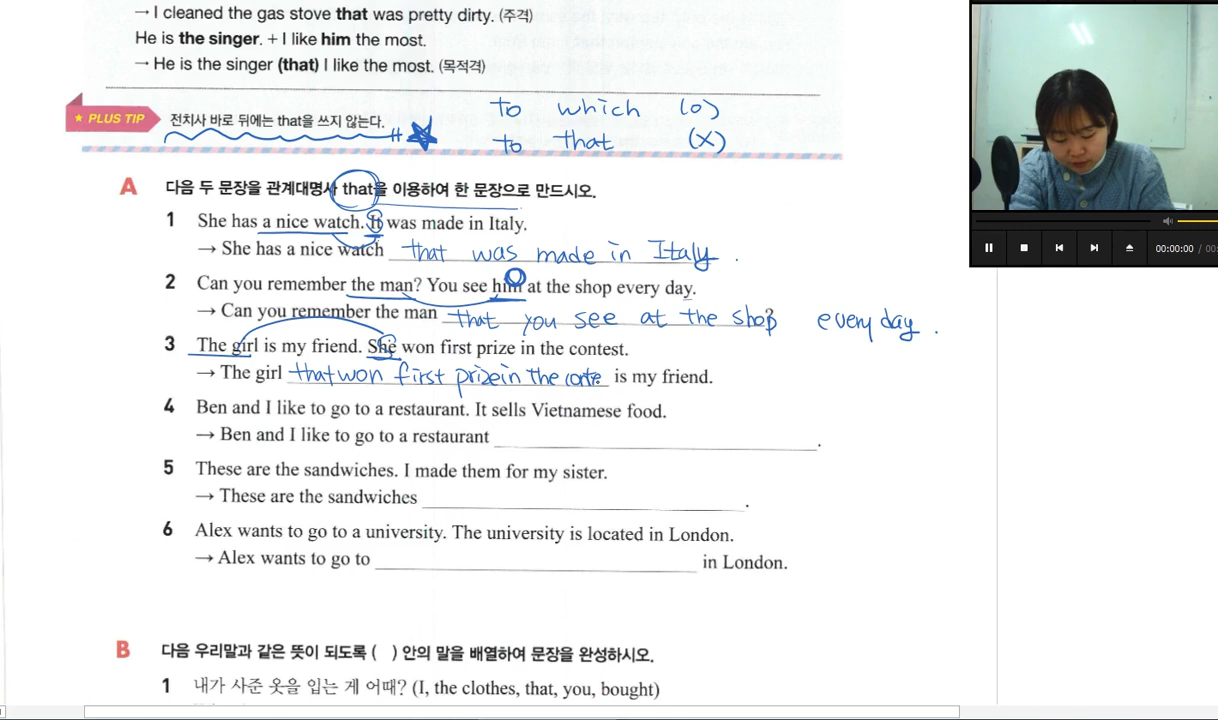 → I cleaned the gas stove that was pretty dirty. (주격)
He is the singer. + I like him the most.
→ He is the singer (that) I like the most. (목적격)
to which (o)
★ PLUS TIP 전치사 바로 뒤에는 that을 쓰지 않는다.
to that (x)
A 다음 두 문장을 관계대명사 that을 이용하여 한 문장으로 만드시오.
1 She has a nice watch. It was made in Italy.
→ She has a nice watch that was made in Italy.
2 Can you remember the man? You see him at the shop every day.
→ Can you remember the man that you see at the shop every day.
3 The girl is my friend. She won first prize in the contest.
→ The girl that won first prize in the conte is my friend.
4 Ben and I like to go to a restaurant. It sells Vietnamese food.
→ Ben and I like to go to a restaurant .
5 These are the sandwiches. I made them for my sister.
→ These are the sandwiches .
6 Alex wants to go to a university. The university is located in London.
→ Alex wants to go to in London.
B 다음 우리말과 같은 뜻이 되도록 ( ) 안의 말을 배열하여 문장을 완성하시오.
1 내가 사준 옷을 입는 게 어때? (I, the clothes, that, you, bought)
00:00:00 / 00: